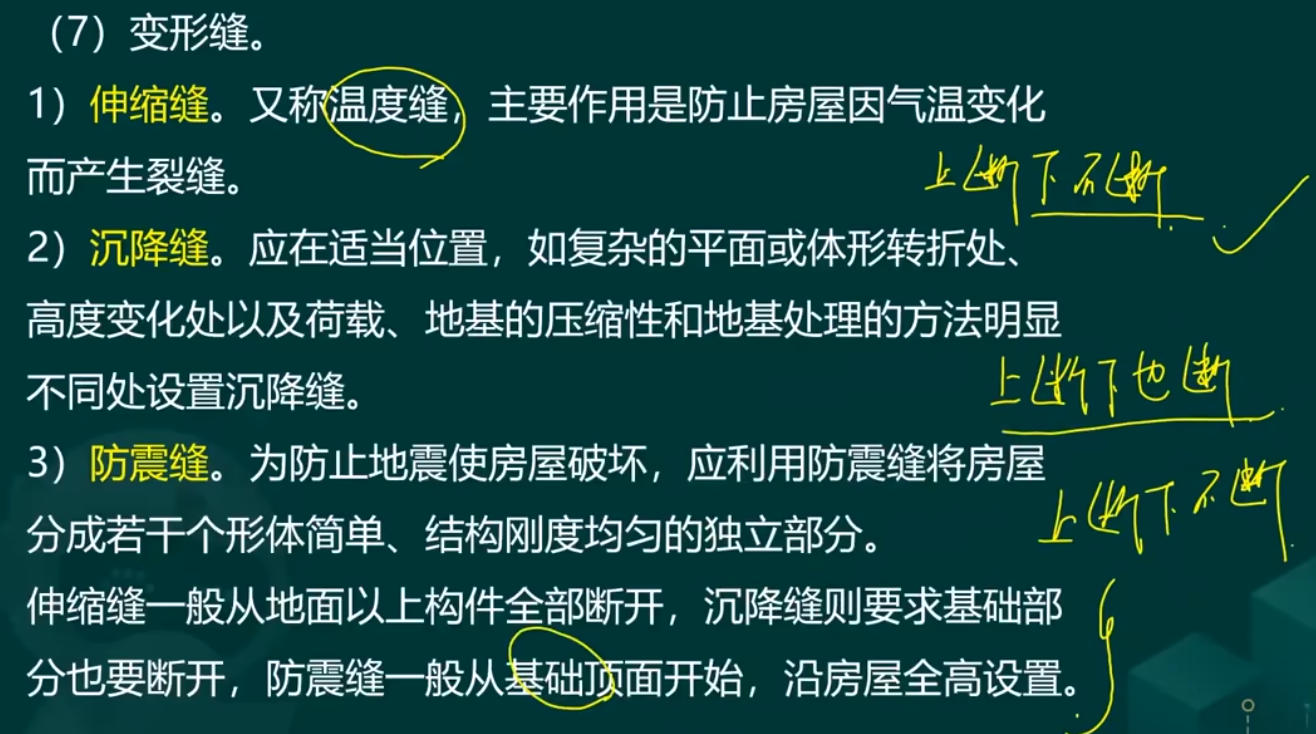 （7）变形缝。
1）伸缩缝。又称温度缝，主要作用是防止房屋因气温变化
而产生裂缝。
上断下不断
2）沉降缝。应在适当位置，如复杂的平面或体形转折处、
高度变化处以及荷载、地基的压缩性和地基处理的方法明显
不同处设置沉降缝。
上断下也断
3）防震缝。为防止地震使房屋破坏，应利用防震缝将房屋
分成若干个形体简单、结构刚度均匀的独立部分。
上断下不断
伸缩缝一般从地面以上构件全部断开，沉降缝则要求基础部
分也要断开，防震缝一般从基础顶面开始，沿房屋全高设置。